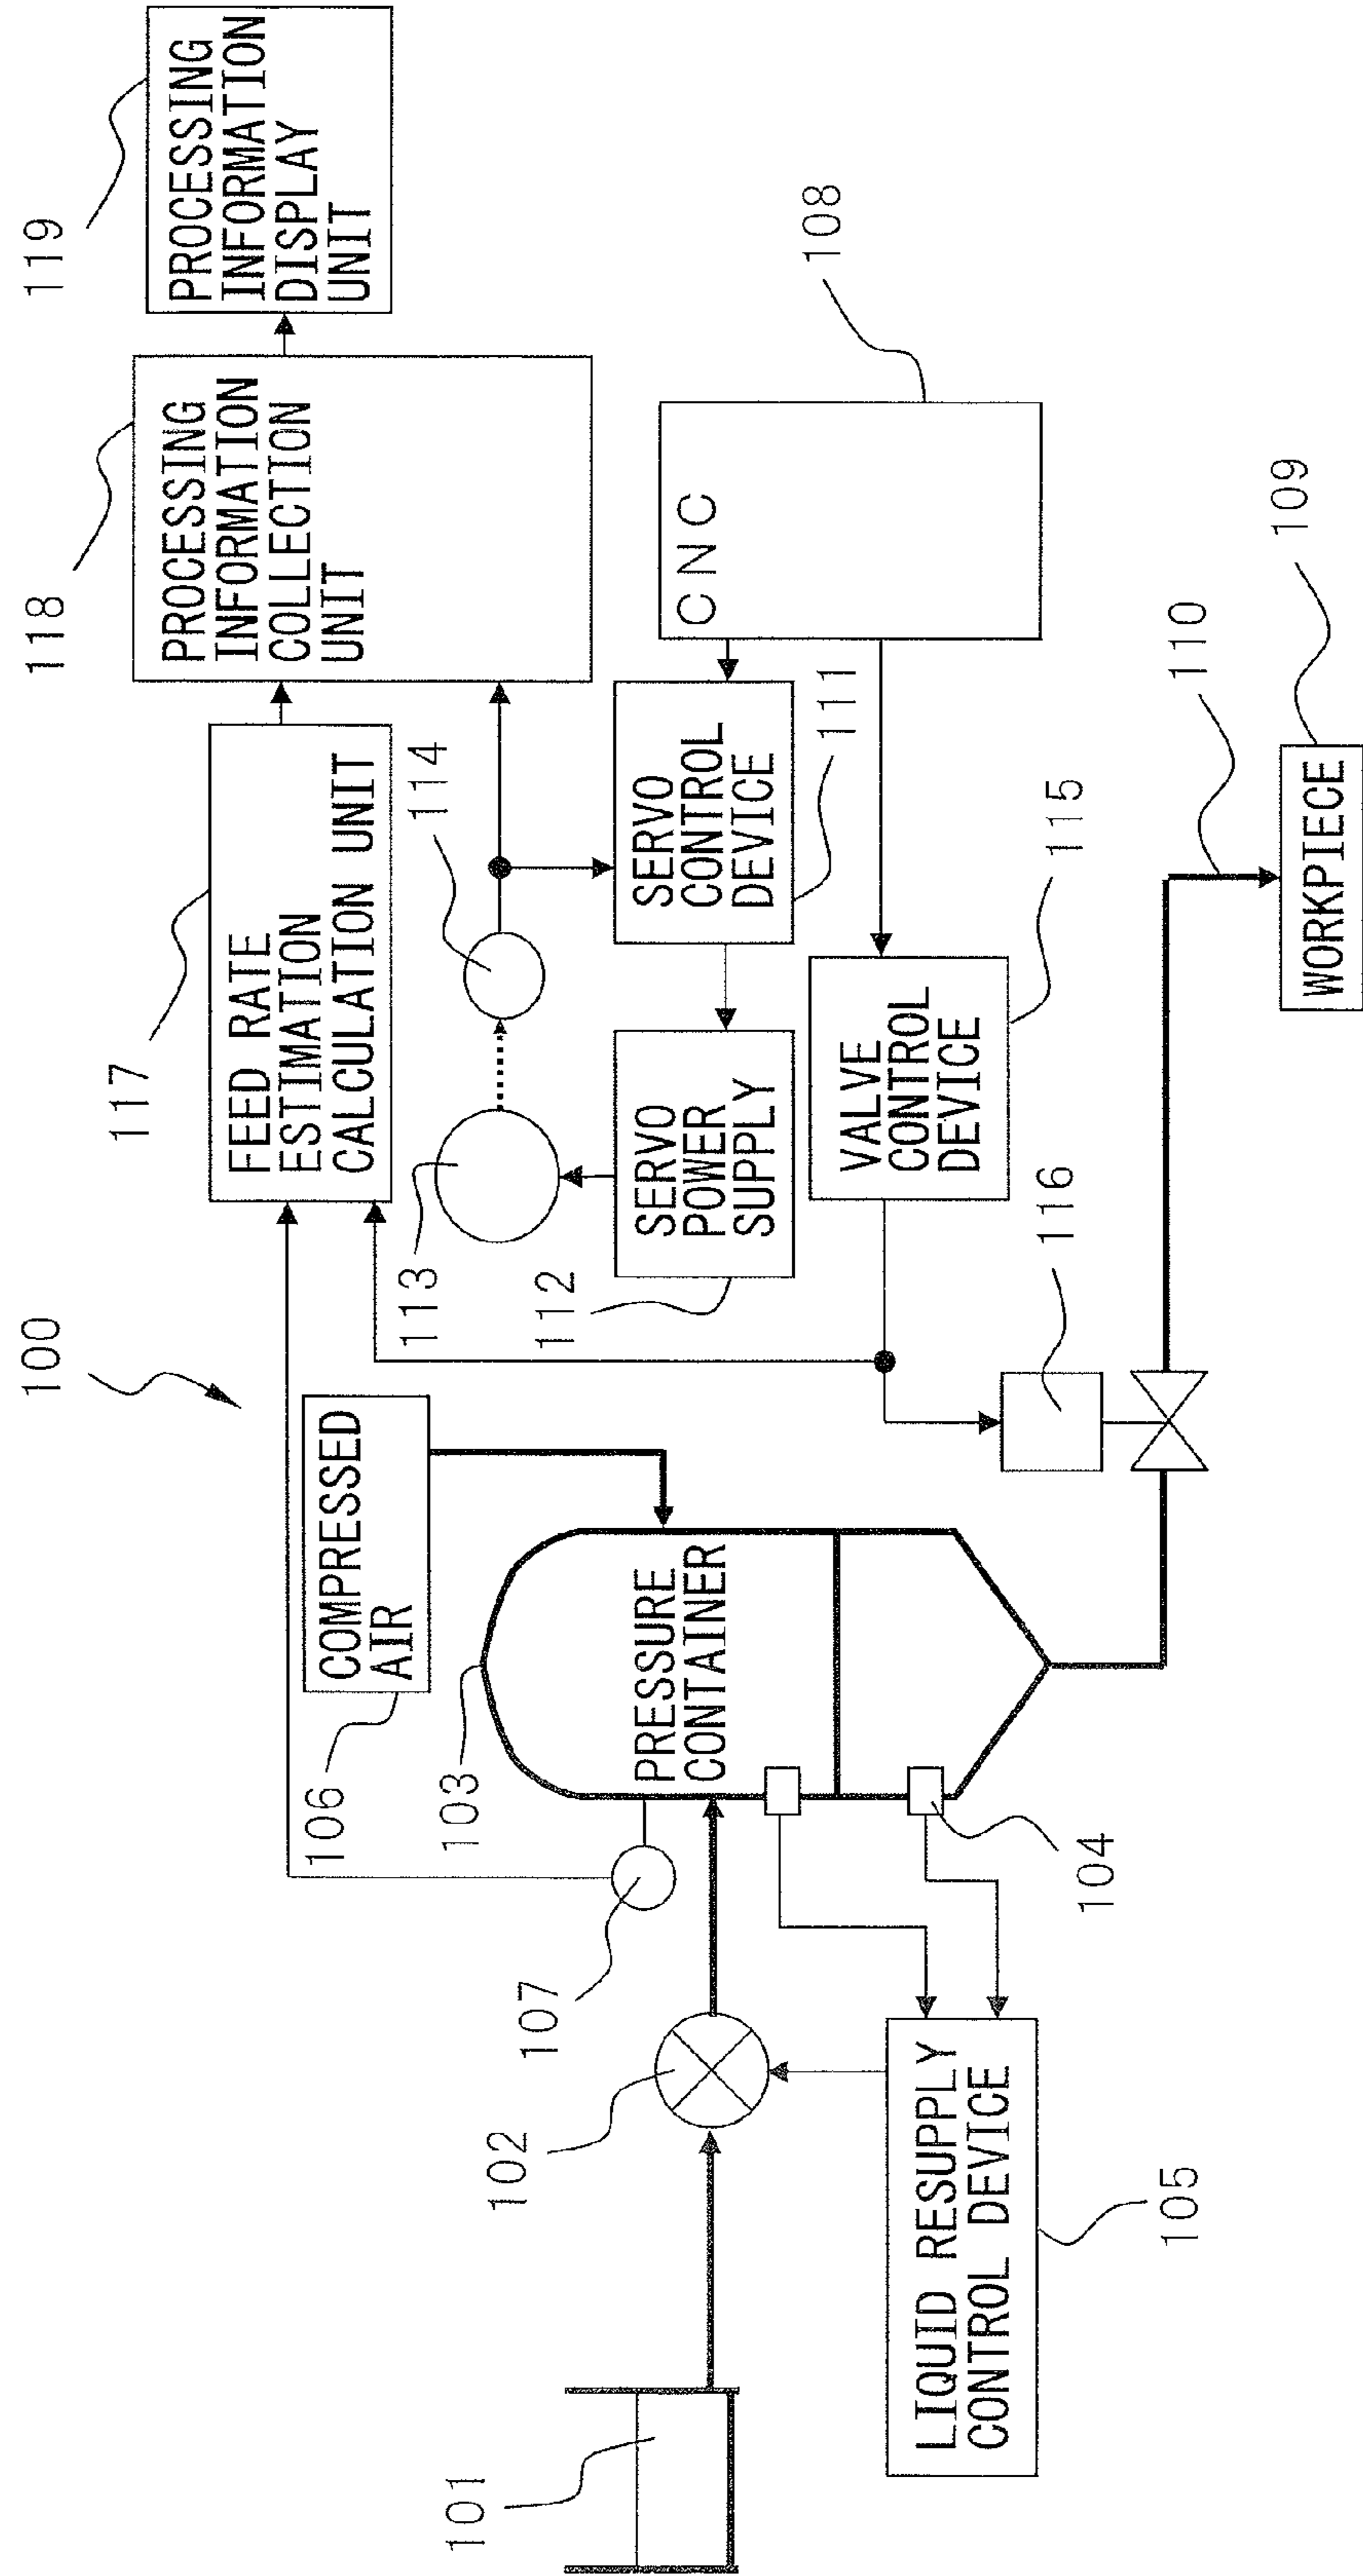 100
117
FEED RATE
ESTIMATION
CALCULATION UNIT
118
PROCESSING
INFORMATION
COLLECTION
UNIT
119
PROCESSING
INFORMATION
DISPLAY
UNIT
106
COMPRESSED
AIR
103
PRESSURE
CONTAINER
107
102
101
104
LIQUID RESUPPLY
CONTROL DEVICE
105
113
114
112
SERVO
POWER
SUPPLY
SERVO
CONTROL
DEVICE
111
CNC
108
VALVE
CONTROL
DEVICE
115
116
110
WORKPIECE
109